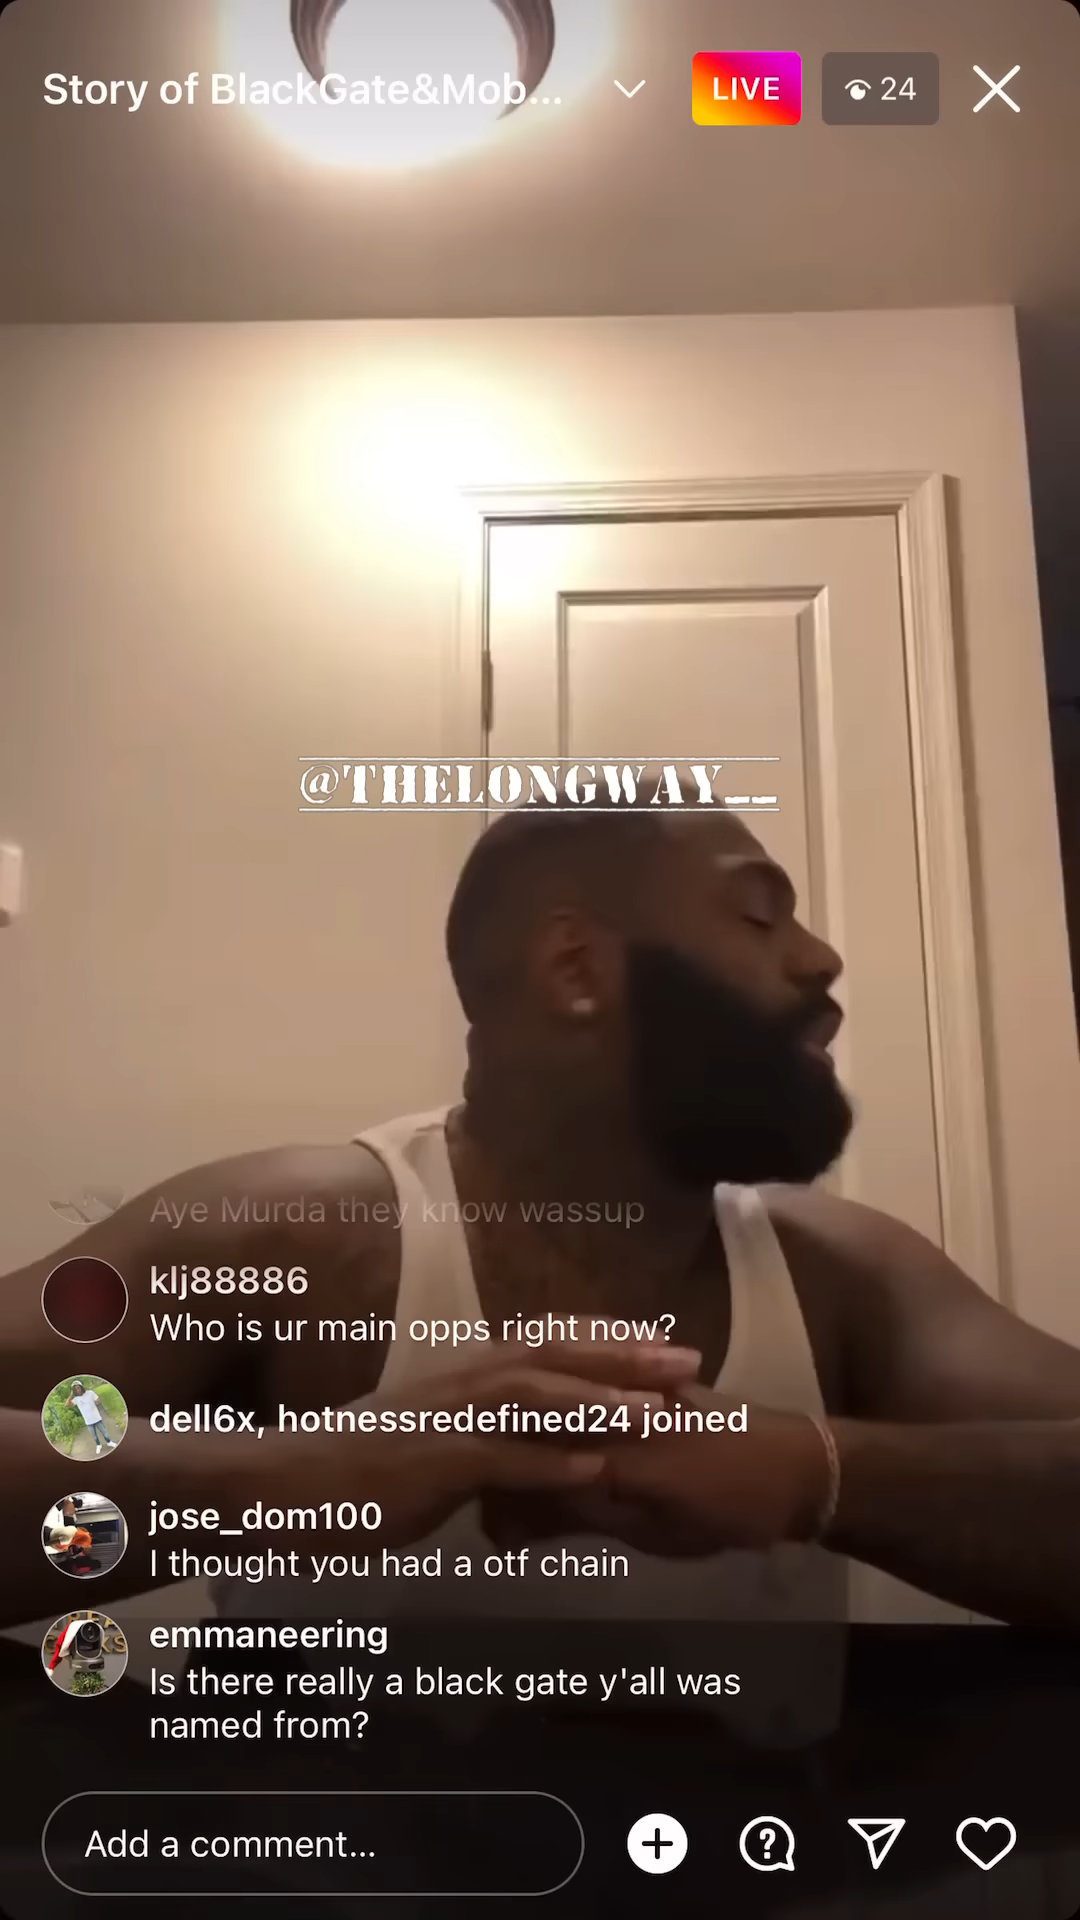 Story of BlackGate&Mob...
LIVE
24
@THELONGWAY__
Aye Murda they know wassup
klj88886
Who is ur main opps right now?
dell6x, hotnessredefined24 joined
jose_dom100
I thought you had a otf chain
emmaneering
Is there really a black gate y'all was
named from?
Add a comment...